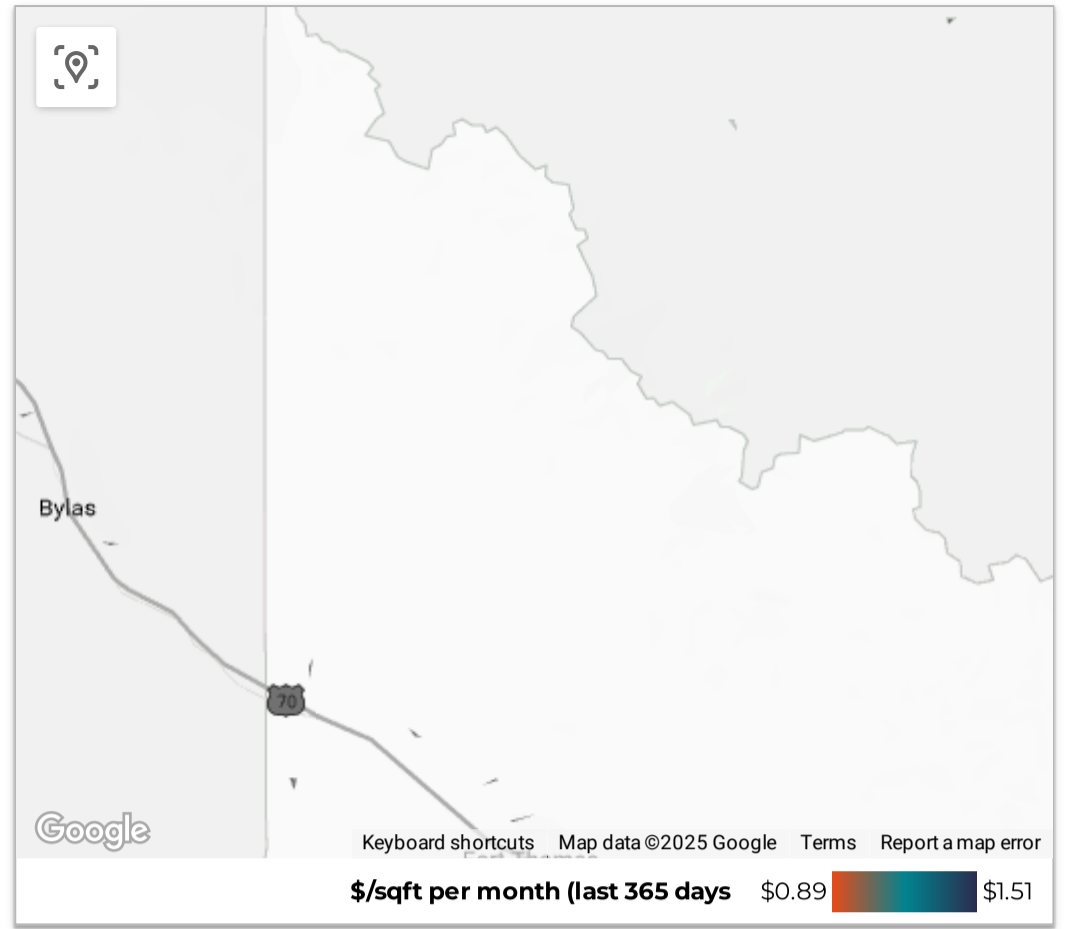 Bylas
70
Google
Keyboard shortcuts Map data ©2025 Google Terms Report a map error
$/sqft per month (last 365 days $0.89 $1.51